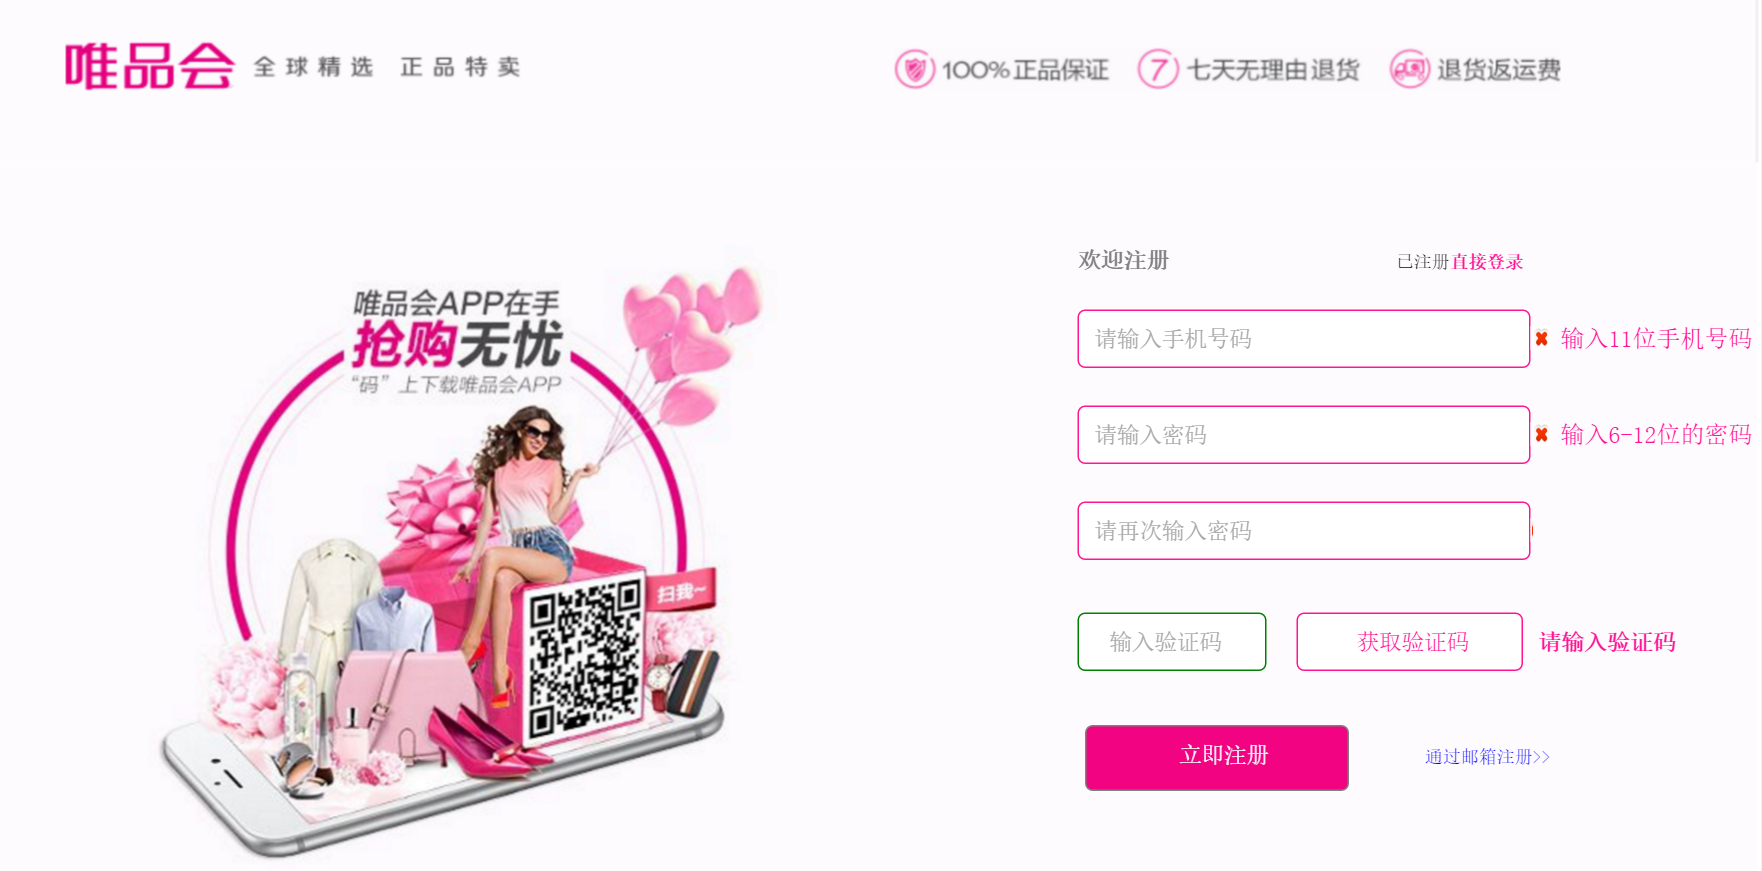 唯品会 全球精选 正品特卖
100%正品保证 7 七天无理由退货 退货返运费
唯品会APP在手
抢购无忧
“码”上下载唯品会APP
扫我~
欢迎注册 已注册直接登录
请输入手机号码 输入11位手机号码
请输入密码 输入6-12位的密码
请再次输入密码
输入验证码 获取验证码 请输入验证码
立即注册 通过邮箱注册>>